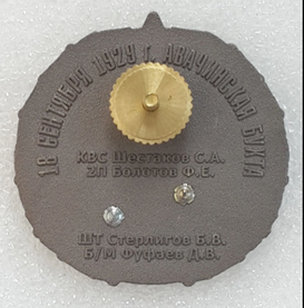 18 СЕНТЯБРЯ 1929 Г. АВАЧИНСКАЯ БУХТА
КВС Шестаков С.А.
2П Болотов Ф.Е.
ШТ Стерлигов Б.В.
Б/М Фуфаев Д.В.